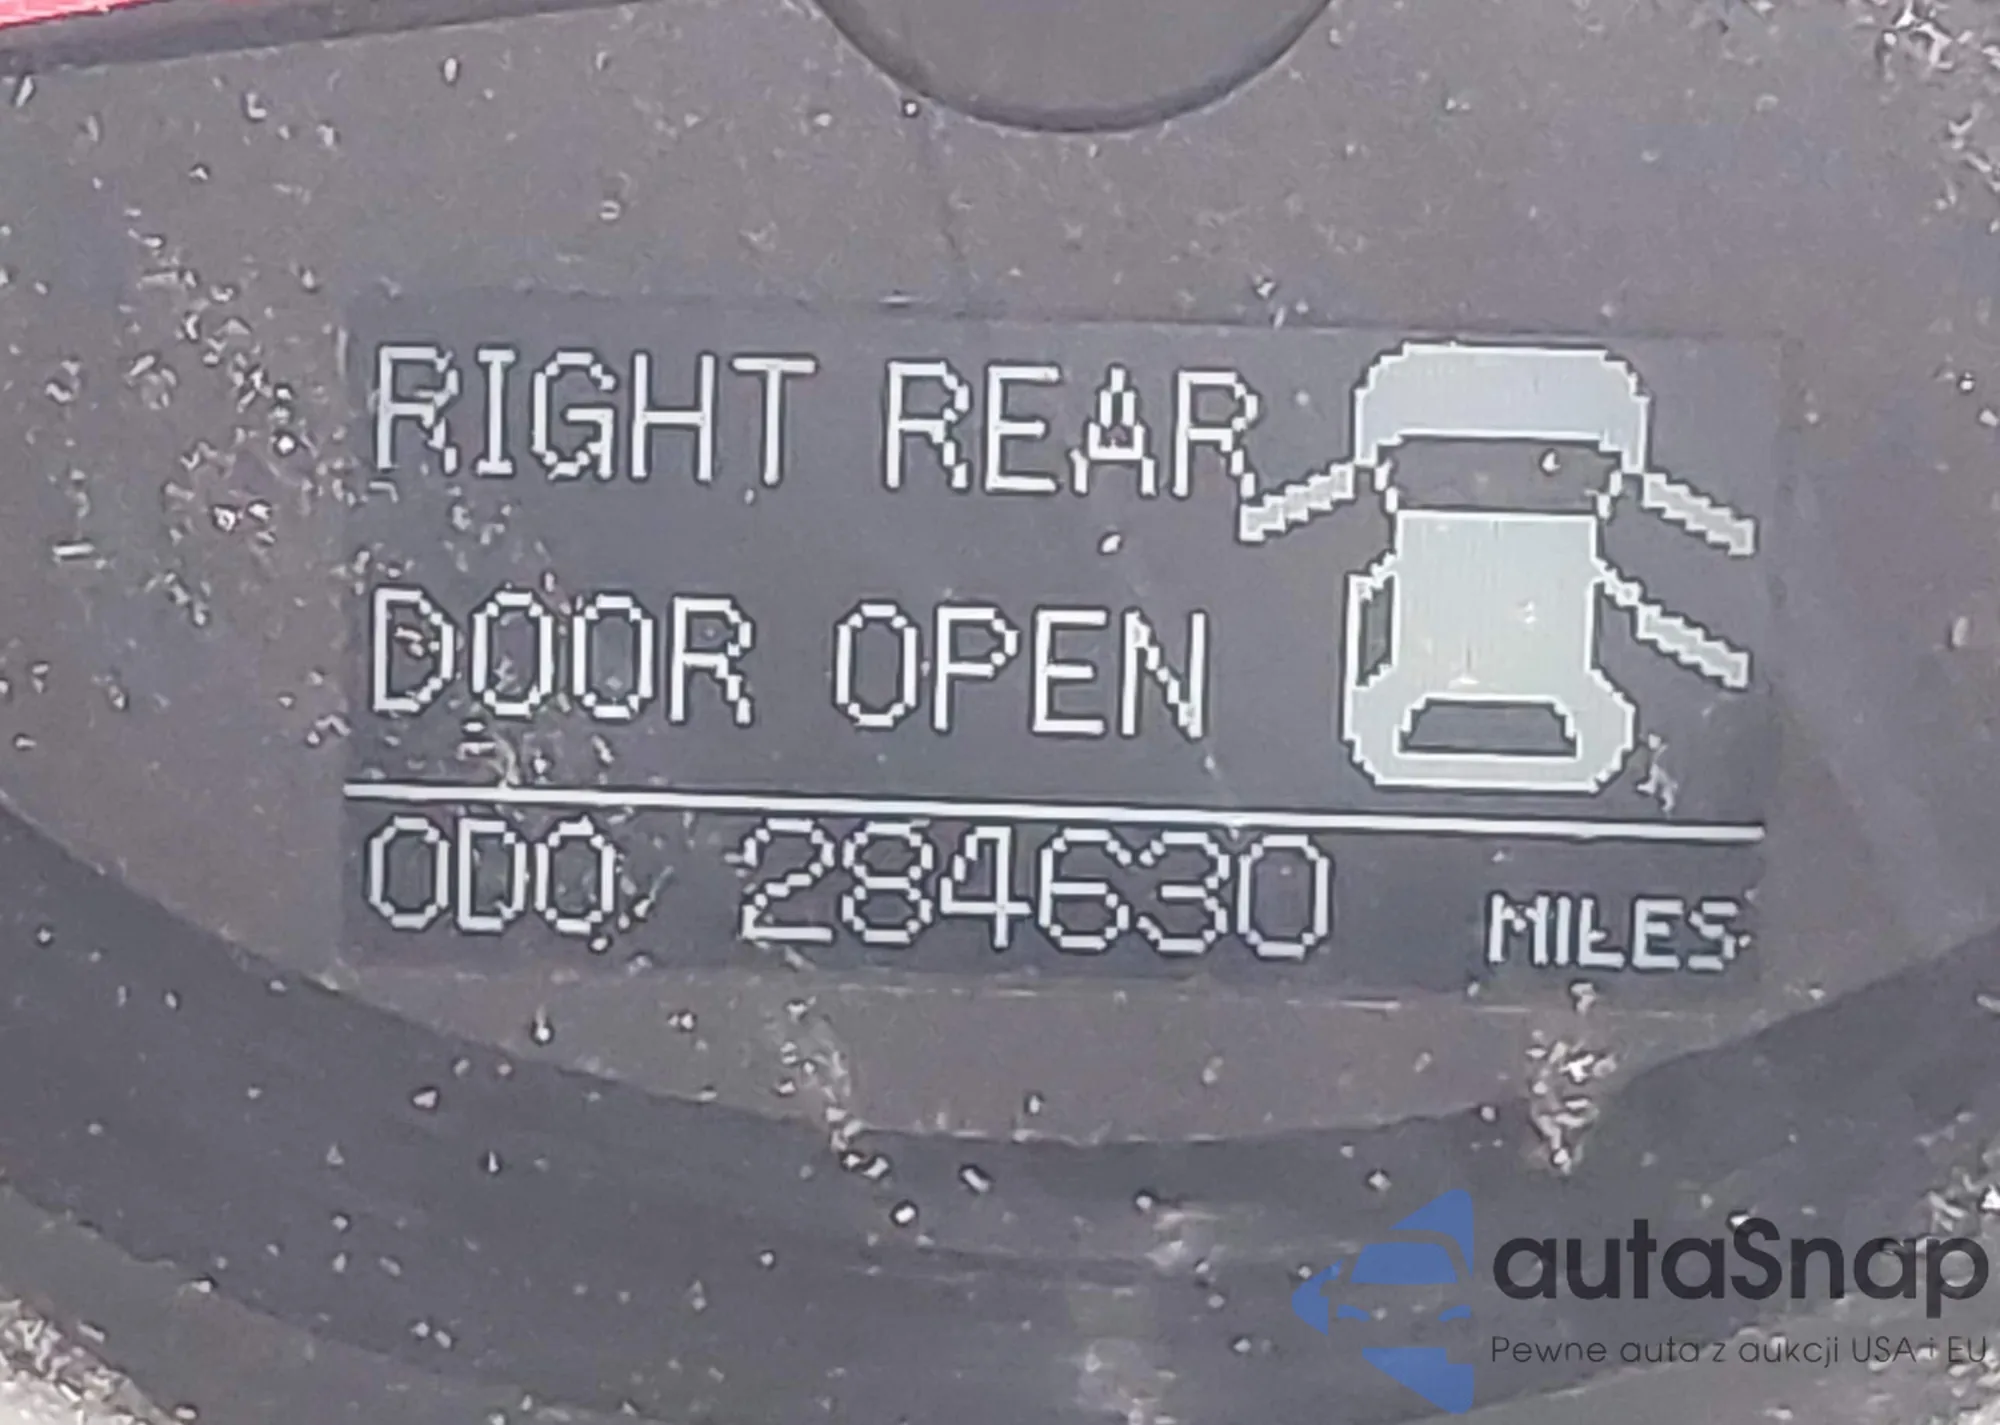 RIGHT REAR
DOOR OPEN
ODO 284630 MILES
autaSnap
Pewne auta z aukcji USA i EU